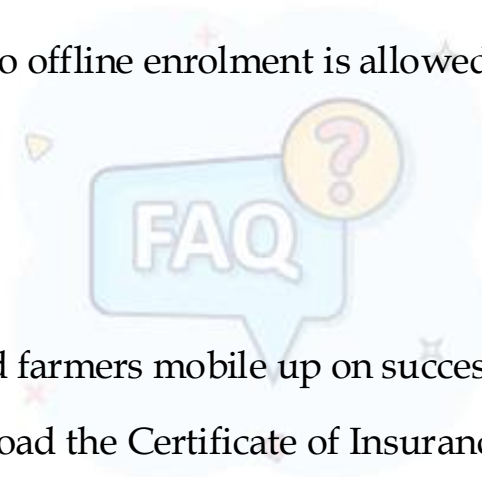 o offline enrolment is allowed
?
FAQ
d farmers mobile up on succes
oad the Certificate of Insuranc